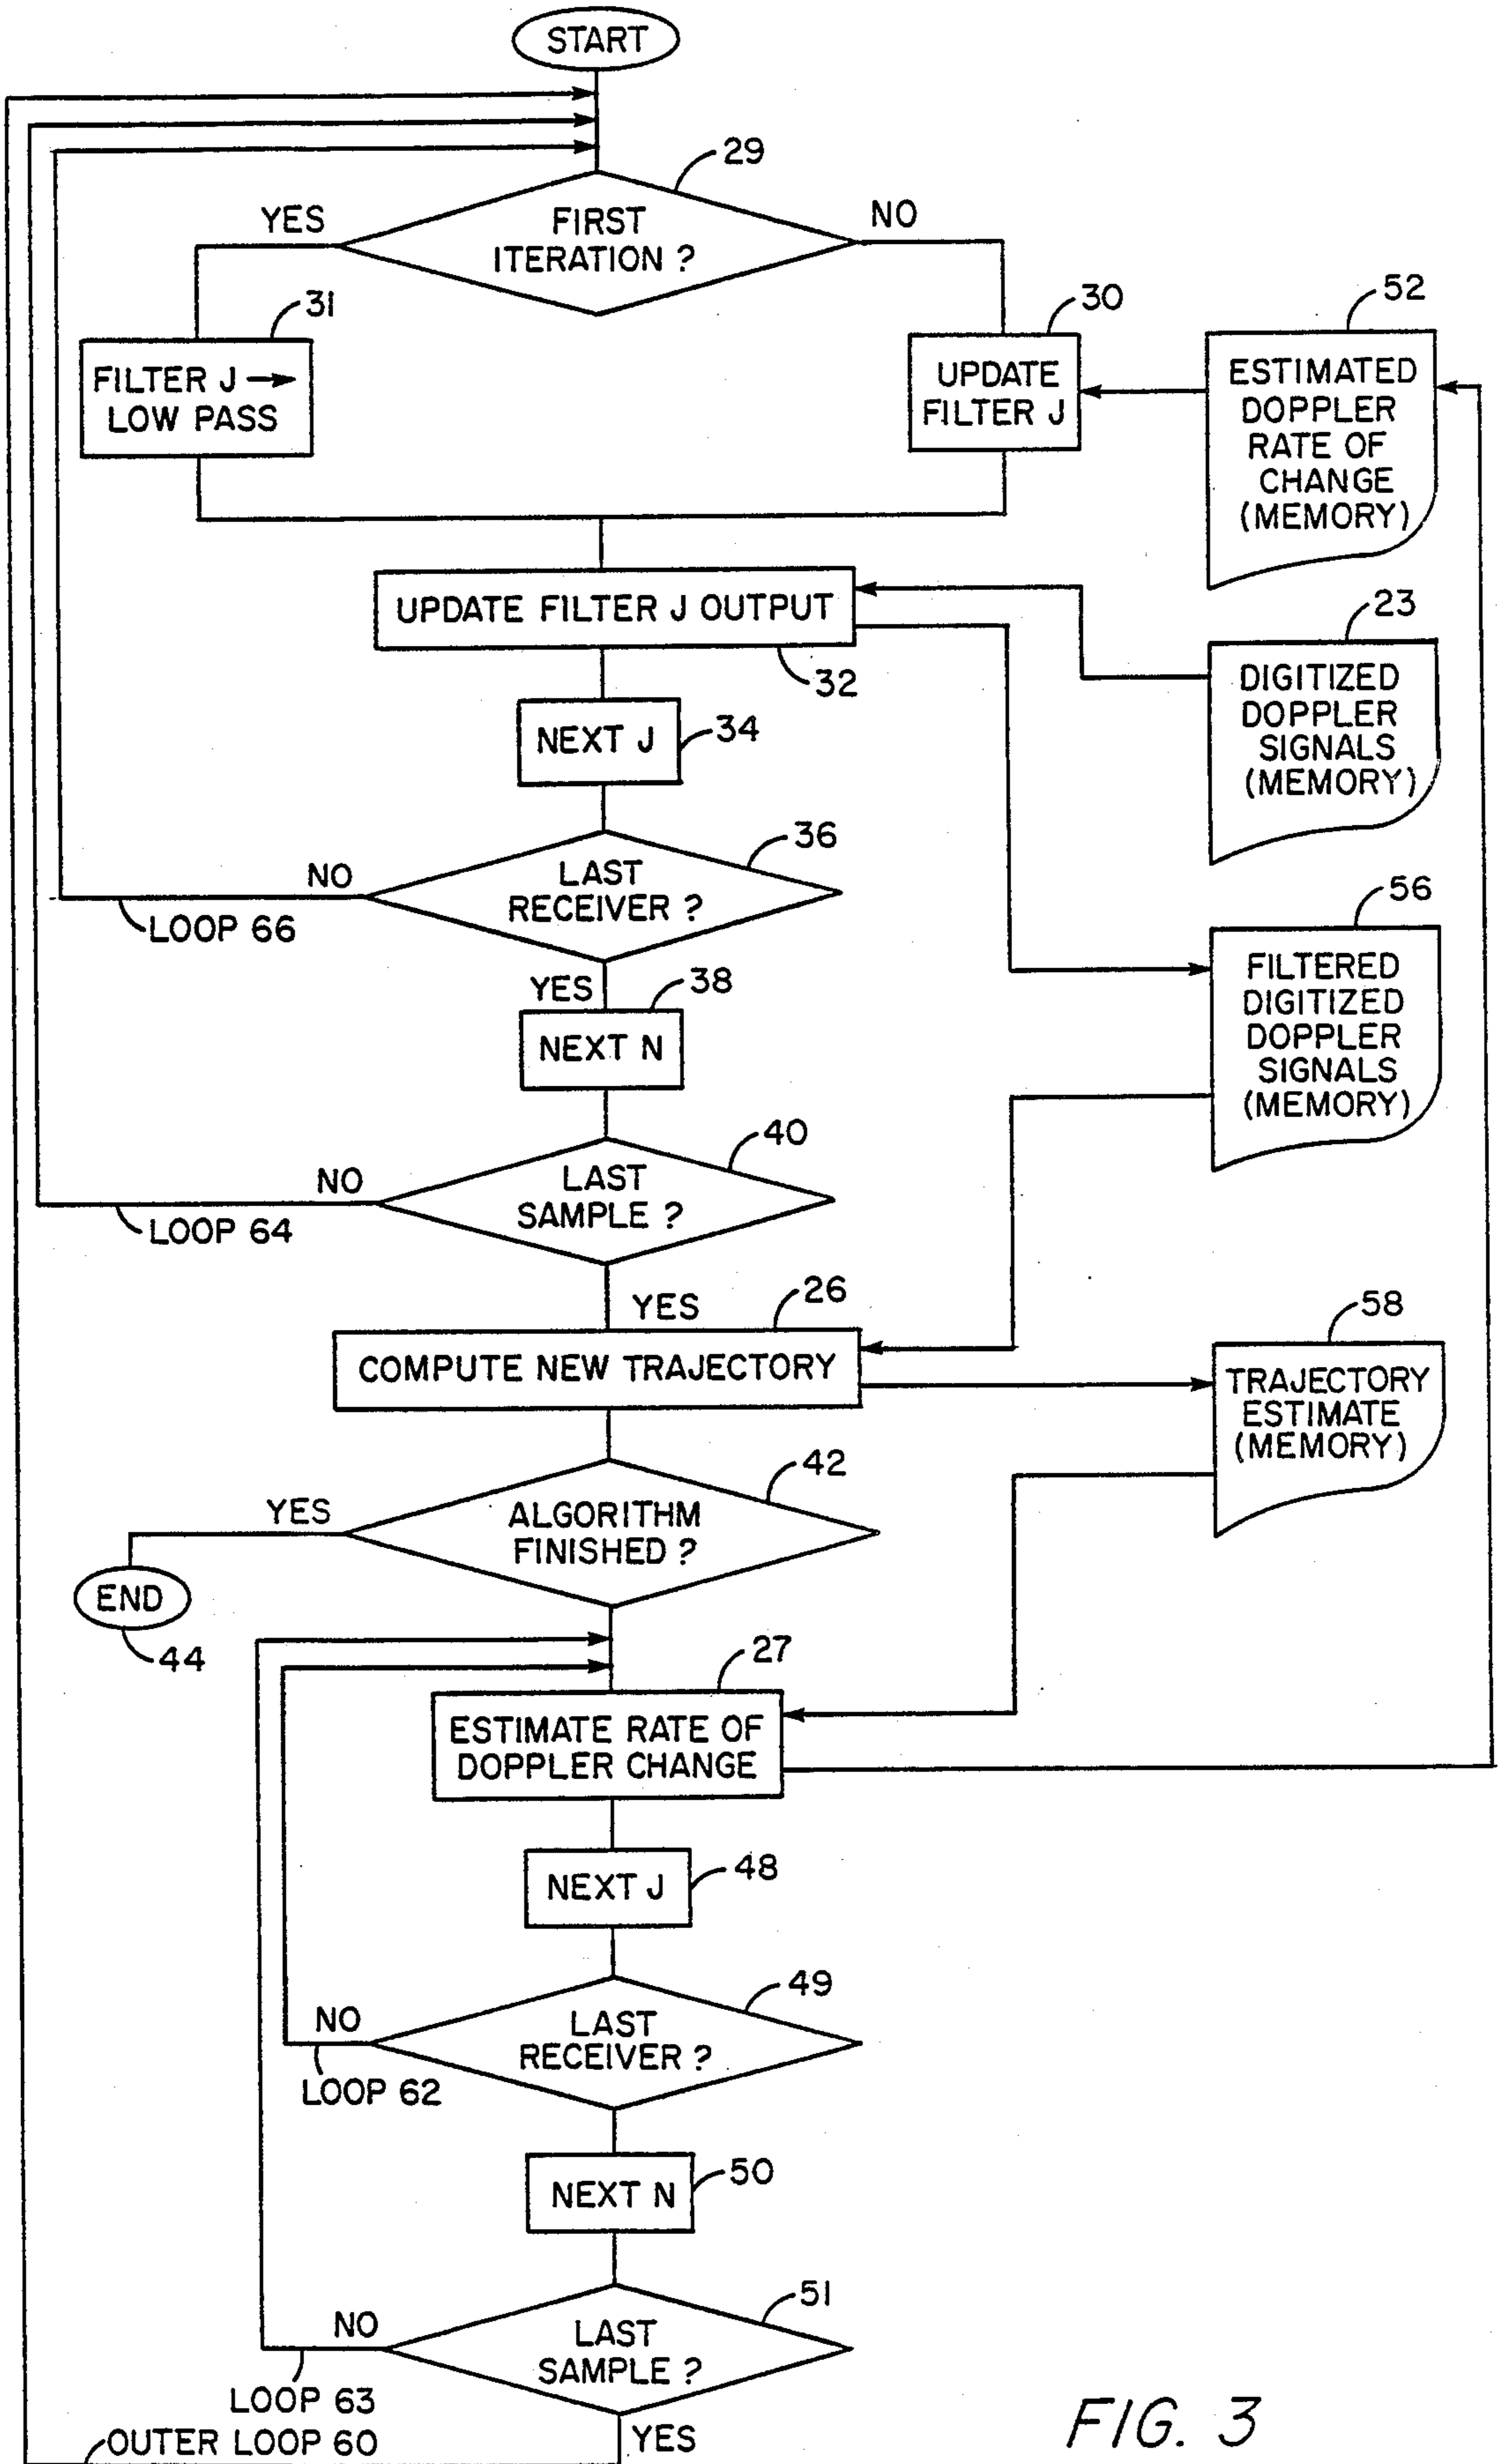 START
29
YES
FIRST
ITERATION ?
NO
31
FILTER J →
LOW PASS
30
UPDATE
FILTER J
52
ESTIMATED
DOPPLER
RATE OF
CHANGE
(MEMORY)
UPDATE FILTER J OUTPUT
32
23
DIGITIZED
DOPPLER
SIGNALS
(MEMORY)
NEXT J
34
36
NO
LAST
RECEIVER ?
LOOP 66
56
FILTERED
DIGITIZED
DOPPLER
SIGNALS
(MEMORY)
YES
38
NEXT N
40
NO
LAST
SAMPLE ?
LOOP 64
YES
26
COMPUTE NEW TRAJECTORY
58
TRAJECTORY
ESTIMATE
(MEMORY)
42
YES
ALGORITHM
FINISHED ?
END
44
27
ESTIMATE RATE OF
DOPPLER CHANGE
NEXT J
48
49
NO
LAST
RECEIVER ?
LOOP 62
NEXT N
50
51
NO
LAST
SAMPLE ?
LOOP 63
YES
OUTER LOOP 60
FIG. 3